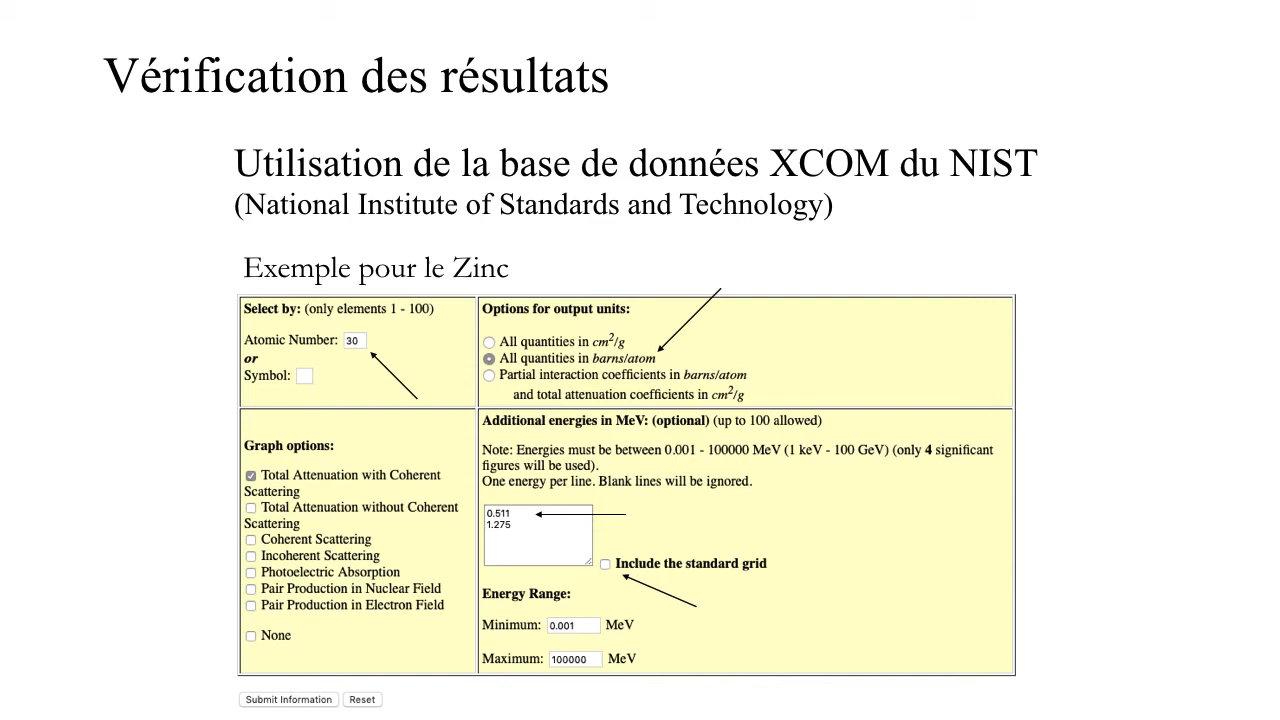 Vérification des résultats
Utilisation de la base de données XCOM du NIST
(National Institute of Standards and Technology)
Exemple pour le Zinc
Select by: (only elements 1 - 100)
Atomic Number: 30
or
Symbol:
Options for output units:
All quantities in cm2/g
All quantities in barns/atom
Partial interaction coefficients in barns/atom
and total attenuation coefficients in cm2/g
Graph options:
Total Attenuation with Coherent
Scattering
Total Attenuation without Coherent
Scattering
Coherent Scattering
Incoherent Scattering
Photoelectric Absorption
Pair Production in Nuclear Field
Pair Production in Electron Field
None
Additional energies in MeV: (optional) (up to 100 allowed)
Note: Energies must be between 0.001 - 100000 MeV (1 keV - 100 GeV) (only 4 significant
figures will be used).
One energy per line. Blank lines will be ignored.
0.511
1.275
Include the standard grid
Energy Range:
Minimum: 0.001 MeV
Maximum: 100000 MeV
Submit Information Reset